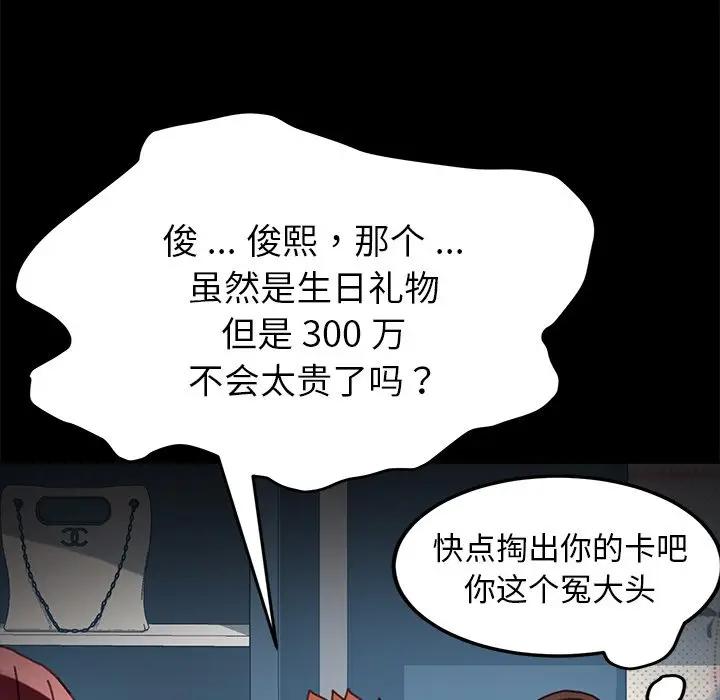 俊...俊熙，那个...
虽然是生日礼物
但是 300 万
不会太贵了吗？
快点掏出你的卡吧
你这个冤大头